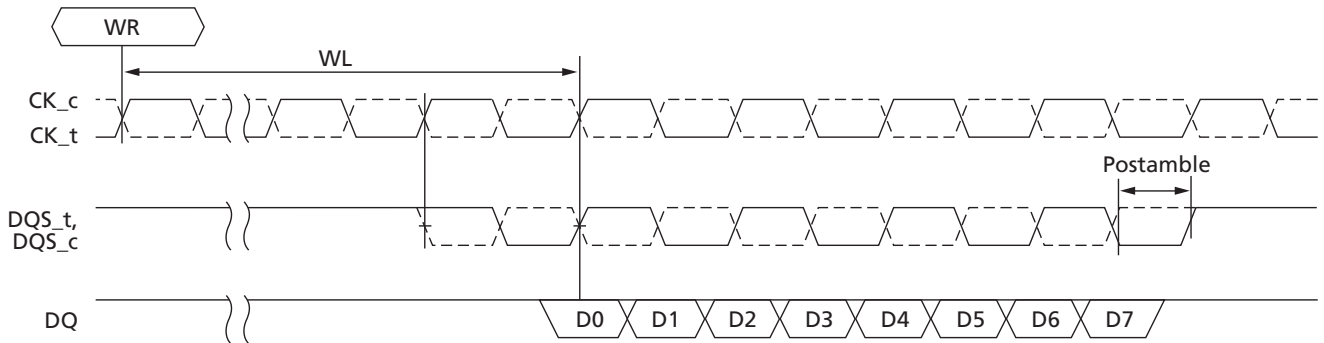 WR
WL
CK_c
CK_t
Postamble
DQS_t,
DQS_c
DQ
D0 D1 D2 D3 D4 D5 D6 D7